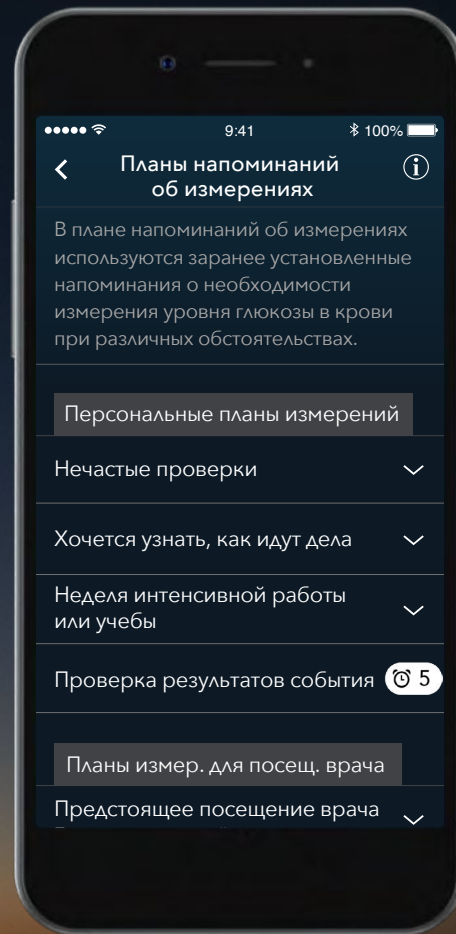 9:41
100%
Планы напоминаний
об измерениях
В плане напоминаний об измерениях
используются заранее установленные
напоминания о необходимости
измерения уровня глюкозы в крови
при различных обстоятельствах.
Персональные планы измерений
Нечастые проверки
Хочется узнать, как идут дела
Неделя интенсивной работы
или учебы
Проверка результатов события 5
Планы измер. для посещ. врача
Предстоящее посещение врача